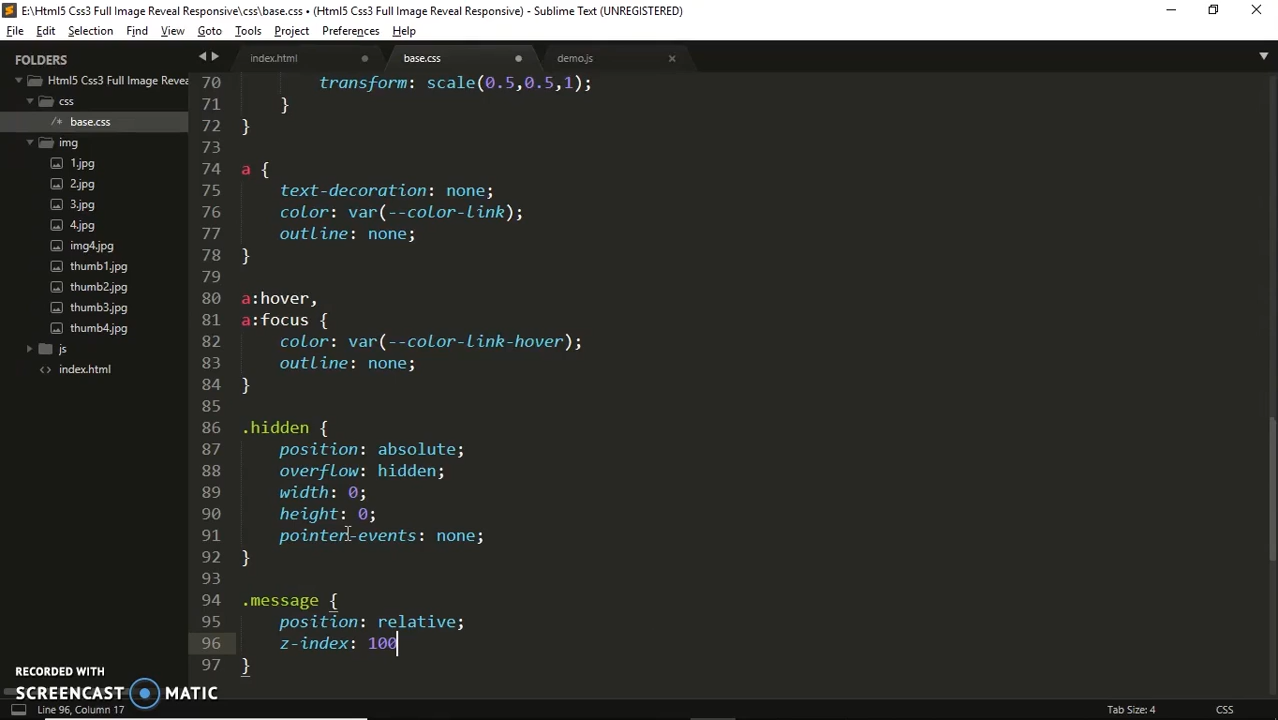 E:\Html5 Css3 Full Image Reveal Responsive\css\base.css • (Html5 Css3 Full Image Reveal Responsive) - Sublime Text (UNREGISTERED)
File Edit Selection Find View Goto Tools Project Preferences Help
FOLDERS
Html5 Css3 Full Image Revea
css
base.css
img
1.jpg
2.jpg
3.jpg
4.jpg
img4.jpg
thumb1.jpg
thumb2.jpg
thumb3.jpg
thumb4.jpg
js
index.html
index.html base.css demo.js
70 transform: scale(0.5,0.5,1);
71 }
72 }
73
74 a {
75 text-decoration: none;
76 color: var(--color-link);
77 outline: none;
78 }
79
80 a:hover,
81 a:focus {
82 color: var(--color-link-hover);
83 outline: none;
84 }
85
86 .hidden {
87 position: absolute;
88 overflow: hidden;
89 width: 0;
90 height: 0;
91 pointer-events: none;
92 }
93
94 .message {
95 position: relative;
96 z-index: 100
97 }
RECORDED WITH
SCREENCAST MATIC
Line 96, Column 17 Tab Size: 4 CSS